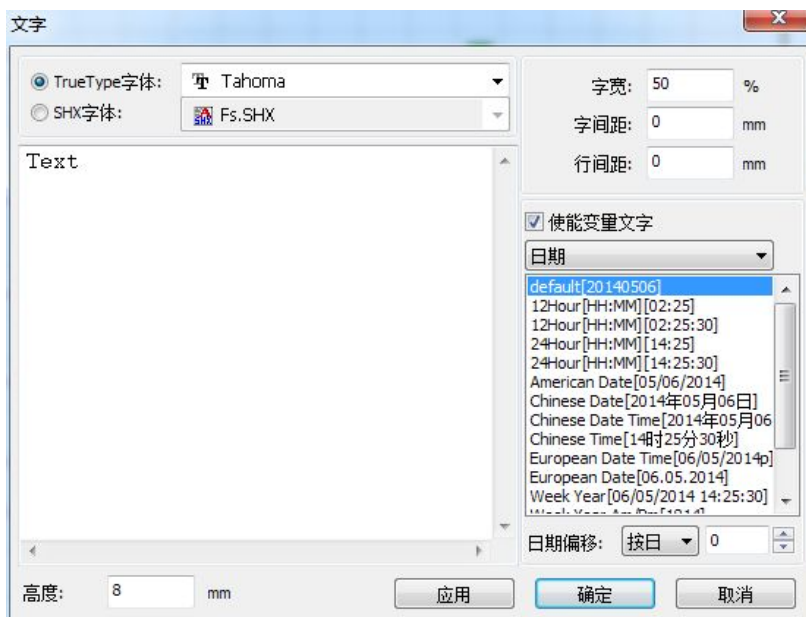 文字
TrueType字体: Tahoma
SHX字体: Fs.SHX
Text
字宽: 50 %
字间距: 0 mm
行间距: 0 mm
使能变量文字
日期
default[20140506]
12Hour[HH:MM][02:25]
12Hour[HH:MM][02:25:30]
24Hour[HH:MM][14:25]
24Hour[HH:MM][14:25:30]
American Date[05/06/2014]
Chinese Date[2014年05月06日]
Chinese Date Time[2014年05月06
Chinese Time[14时25分30秒]
European Date Time[06/05/2014p]
European Date[06.05.2014]
Week Year[06/05/2014 14:25:30]
日期偏移: 按日 0
高度: 8 mm
应用
确定
取消